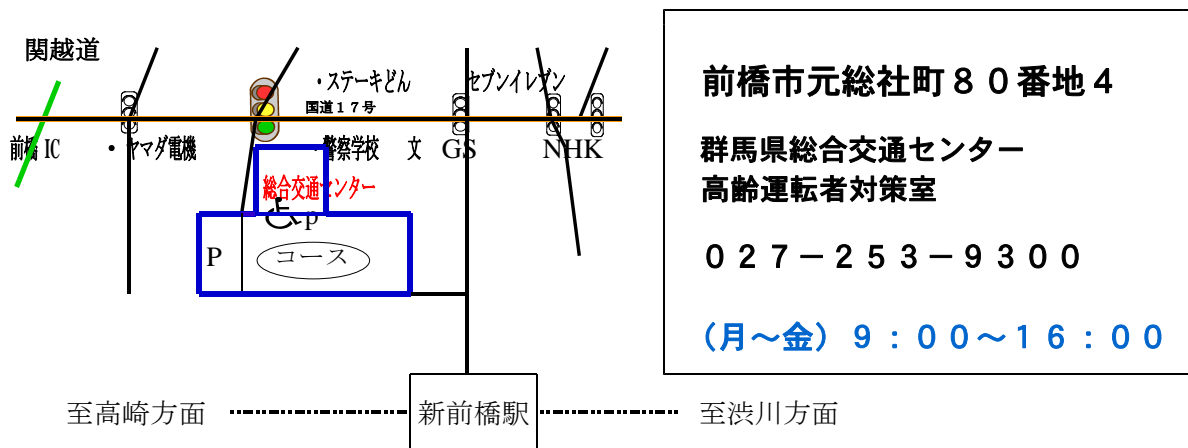 関越道
・ステーキどん
セブンイレブン
国道１７号
前橋 IC
・ ヤマダ電機
・警察学校
文
GS
NHK
総合交通センター
p
P
コース
至高崎方面
新前橋駅
至渋川方面
前橋市元総社町８０番地４
群馬県総合交通センター
高齢運転者対策室
０２７－２５３－９３００
（月～金）９：００～１６：００